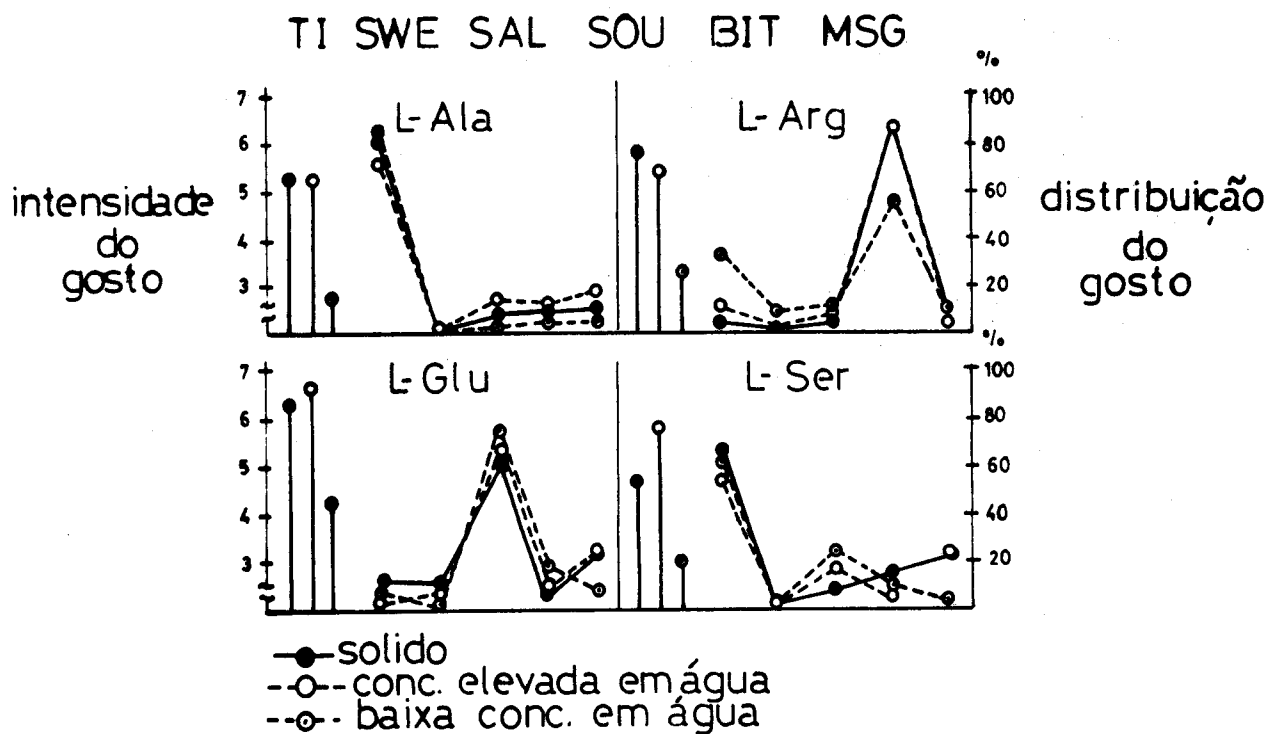 TI SWE SAL SOU BIT MSG
%
7
6
5
4
3
L-Ala
L-Arg
100
80
60
40
20
intensidade
do
gosto
distribuição
do
gosto
%
7
6
5
4
3
L-Glu
L-Ser
100
80
60
40
20
solido
conc. elevada em água
baixa conc. em água